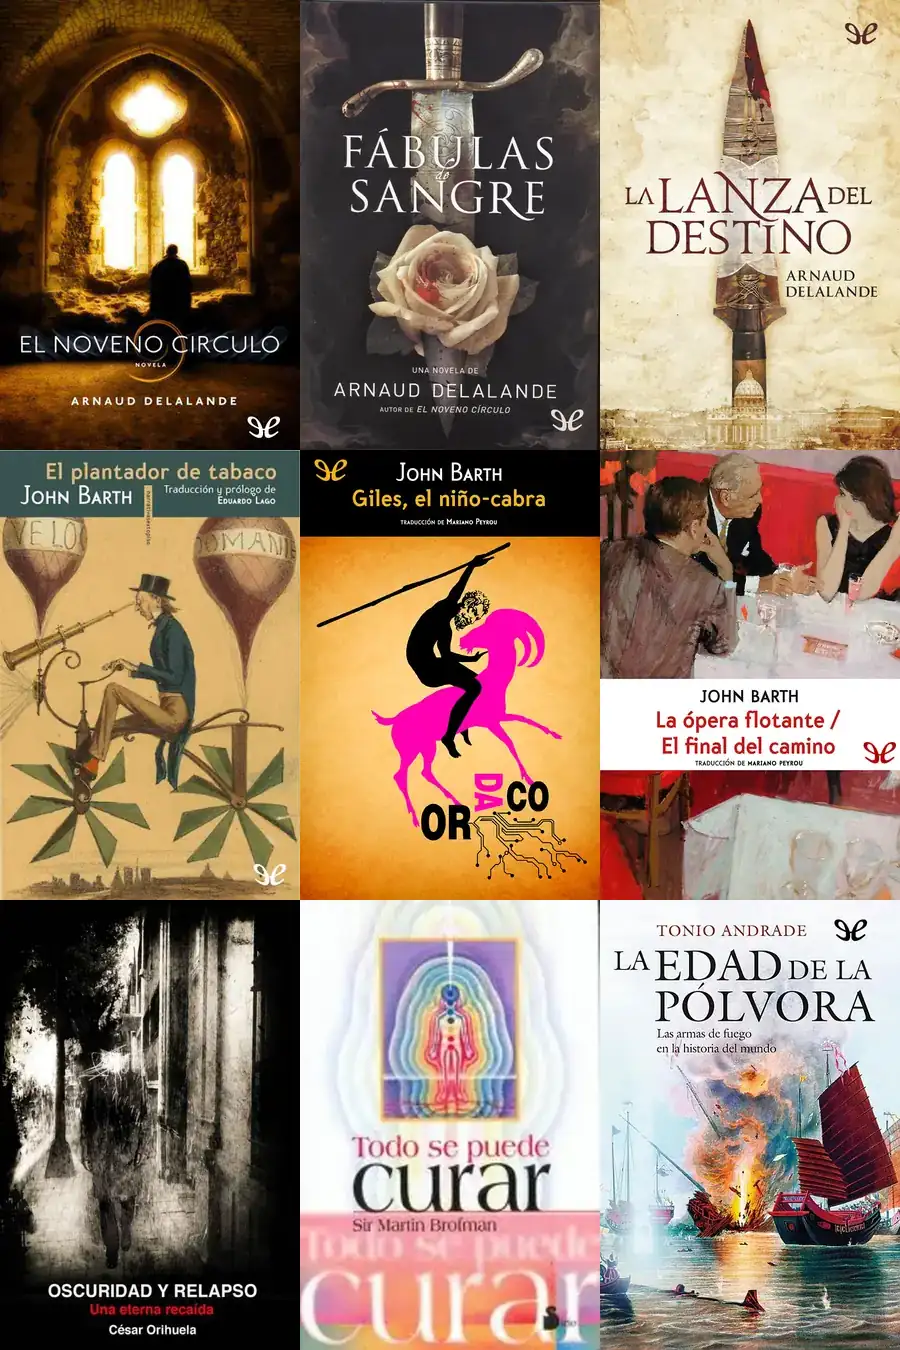 EL NOVENO CÍRCULO
NOVELA
ARNAUD DELALANDE
FÁBULAS
de
SANGRE
UNA NOVELA DE
ARNAUD DELALANDE
AUTOR DE EL NOVENO CÍRCULO
LA LANZA DEL
DESTINO
ARNAUD
DELALANDE
El plantador de tabaco
JOHN BARTH
Traducción y prólogo de
EDUARDO LAGO
VELO
ROMANIE
JOHN BARTH
Giles, el niño-cabra
TRADUCCIÓN DE MARIANO PEYROU
ORDACO
JOHN BARTH
La ópera flotante /
El final del camino
TRADUCCIÓN DE MARIANO PEYROU
OSCURIDAD Y RELAPSO
Una eterna recaída
César Orihuela
Todo se puede
curar
Sir Martin Brofman
Todo se puede
curar
TONIO ANDRADE
LA EDAD DE LA
PÓLVORA
Las armas de fuego
en la historia del mundo